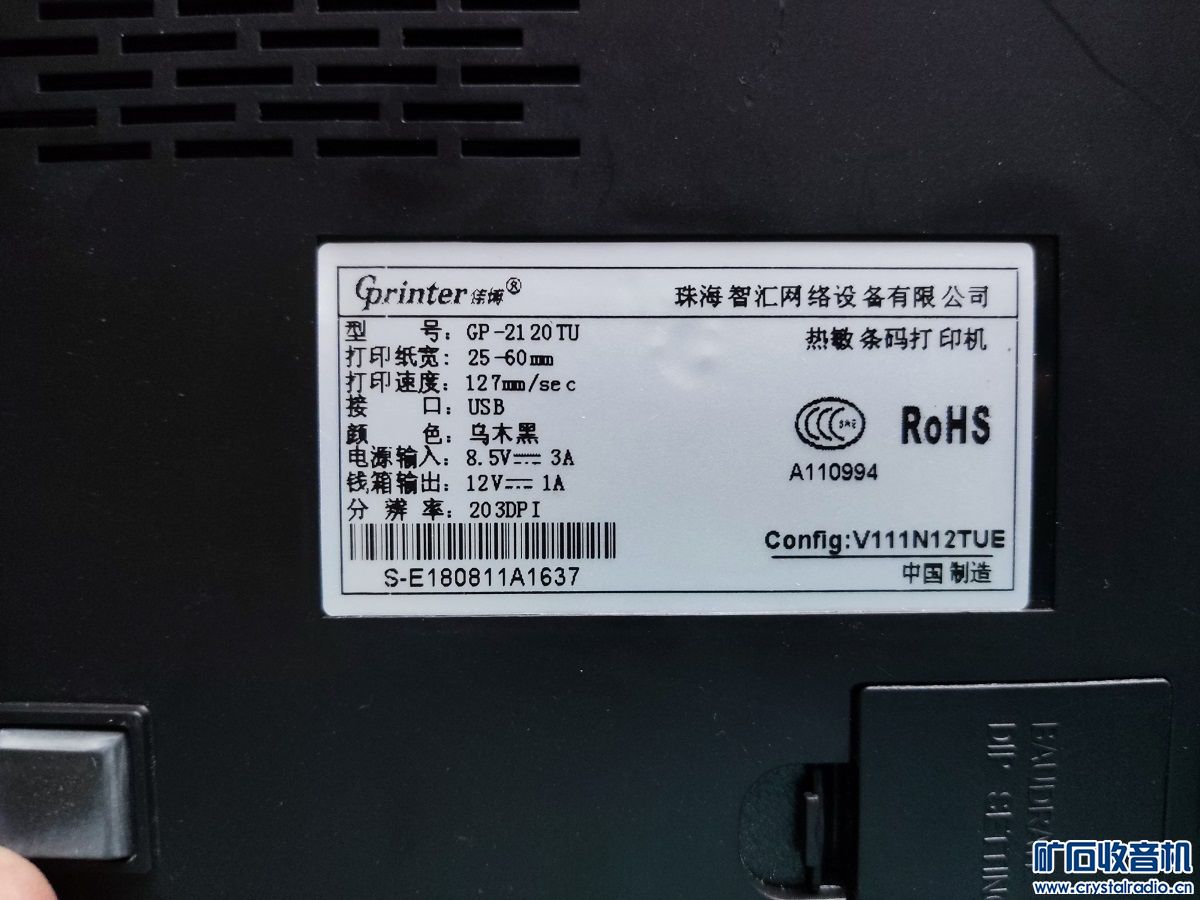 Gprinter佳博®
珠海智汇网络设备有限公司
型 号: GP-2120TU
热敏条码打印机
打印纸宽: 25-60mm
打印速度: 127mm/sec
接 口: USB
颜 色: 乌木黑
电源输入: 8.5V⎓ 3A
钱箱输出: 12V⎓ 1A
分 辨 率: 203DPI
RoHS
A110994
S-E180811A1637
Config:V111N12TUE
中国制造
DIP SETTING
矿石收音机
www.crystalradio.cn